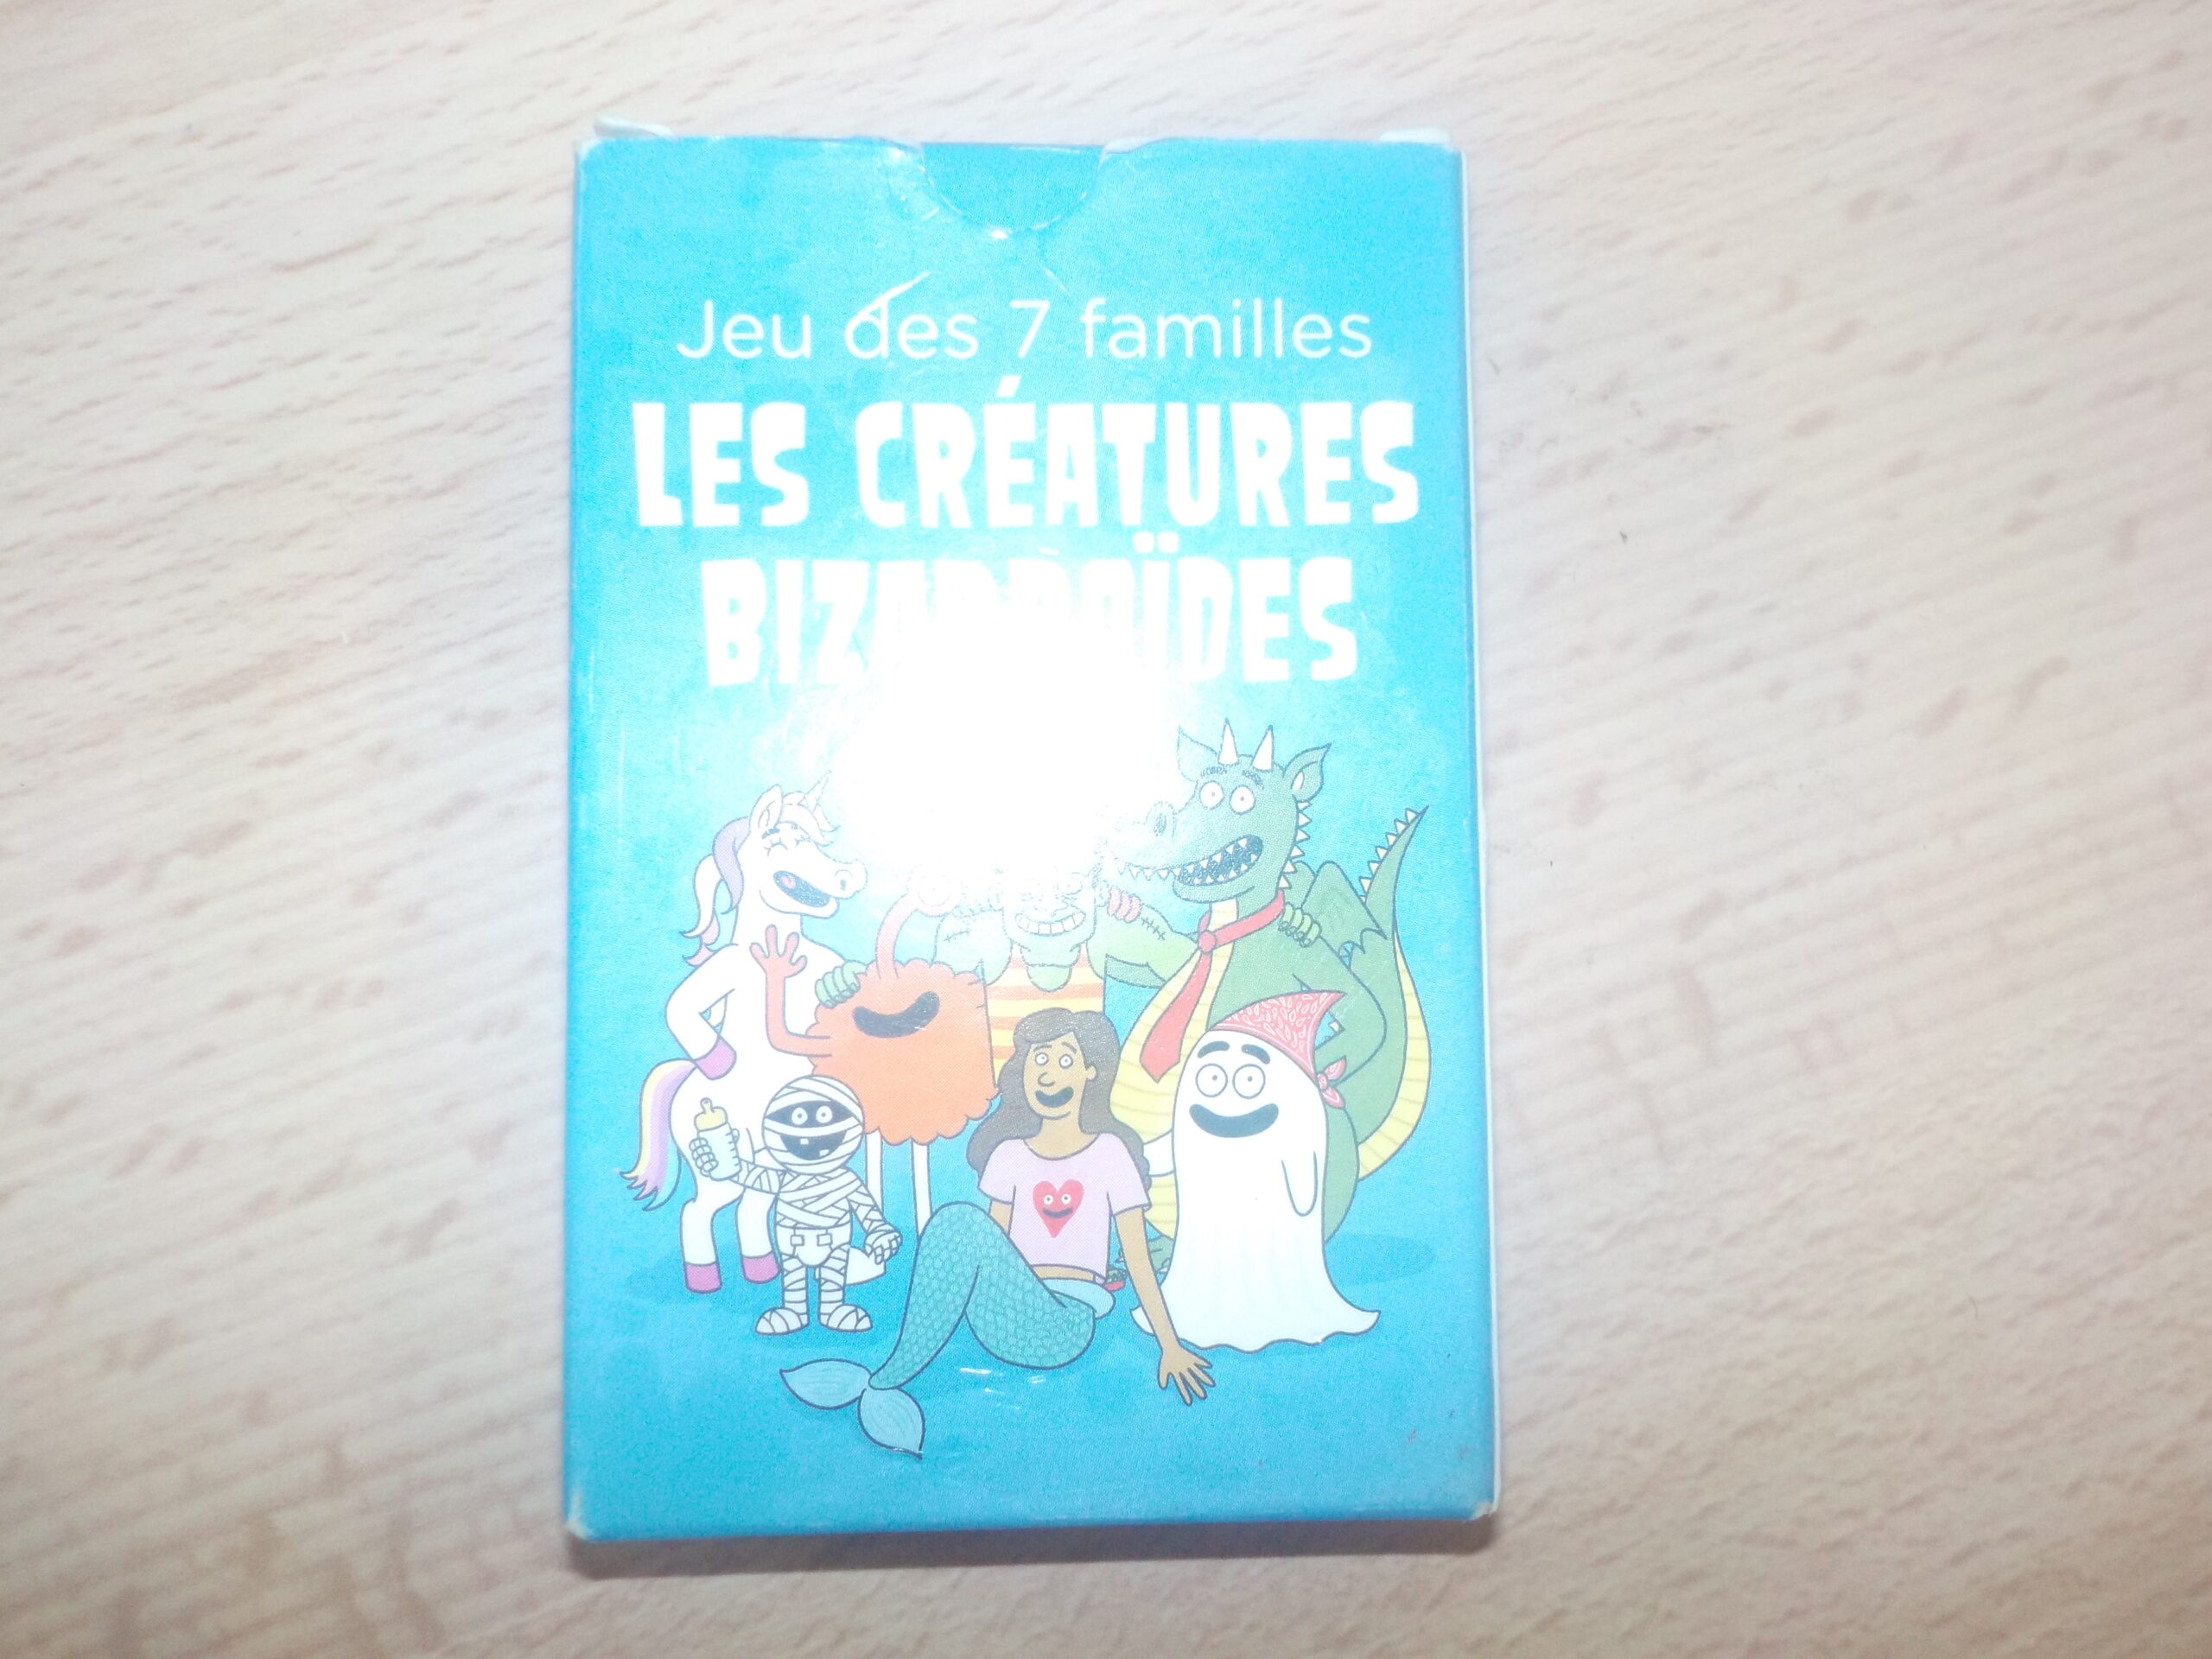 Jeu des 7 familles
LES CRÉATURES
BIZARROÏDES